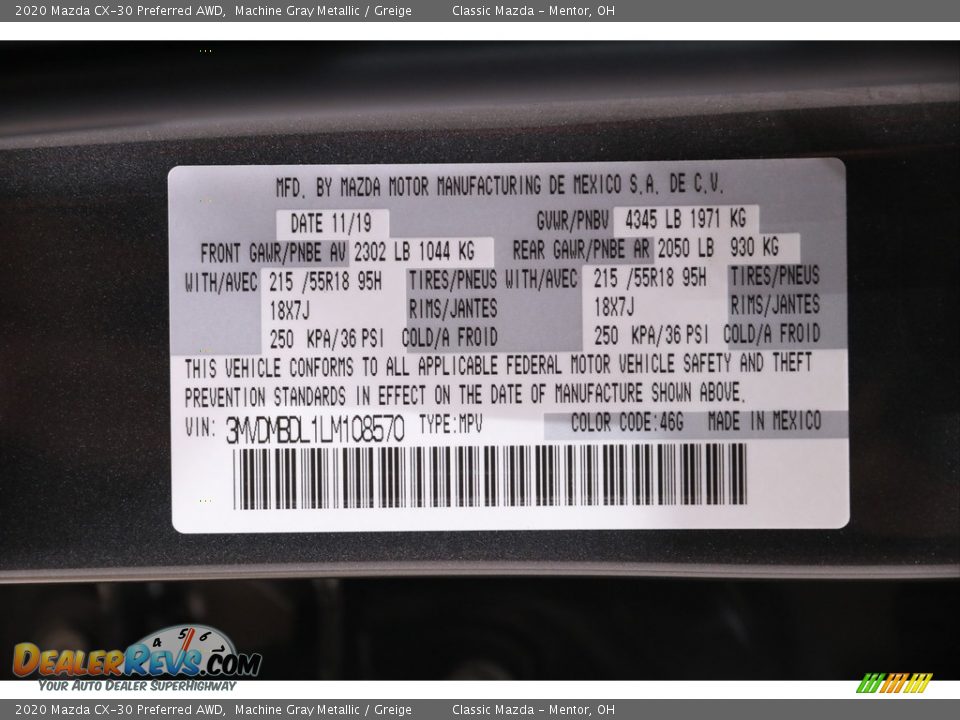 2020 Mazda CX-30 Preferred AWD, Machine Gray Metallic / Greige Classic Mazda - Mentor, OH
MFD. BY MAZDA MOTOR MANUFACTURING DE MEXICO S.A. DE C.V.
DATE 11/19 GVWR/PNBV 4345 LB 1971 KG
FRONT GAWR/PNBE AV 2302 LB 1044 KG REAR GAWR/PNBE AR 2050 LB 930 KG
WITH/AVEC 215 /55R18 95H TIRES/PNEUS WITH/AVEC 215 /55R18 95H TIRES/PNEUS
18X7J RIMS/JANTES 18X7J RIMS/JANTES
250 KPA/36 PSI COLD/A FROID 250 KPA/36 PSI COLD/A FROID
THIS VEHICLE CONFORMS TO ALL APPLICABLE FEDERAL MOTOR VEHICLE SAFETY AND THEFT
PREVENTION STANDARDS IN EFFECT ON THE DATE OF MANUFACTURE SHOWN ABOVE.
VIN: 3MVDMBDL1LM108570 TYPE:MPV COLOR CODE:46G MADE IN MEXICO
4 5 6
DEALERREVS.COM
YOUR AUTO DEALER SUPERHIGHWAY
2020 Mazda CX-30 Preferred AWD, Machine Gray Metallic / Greige Classic Mazda - Mentor, OH